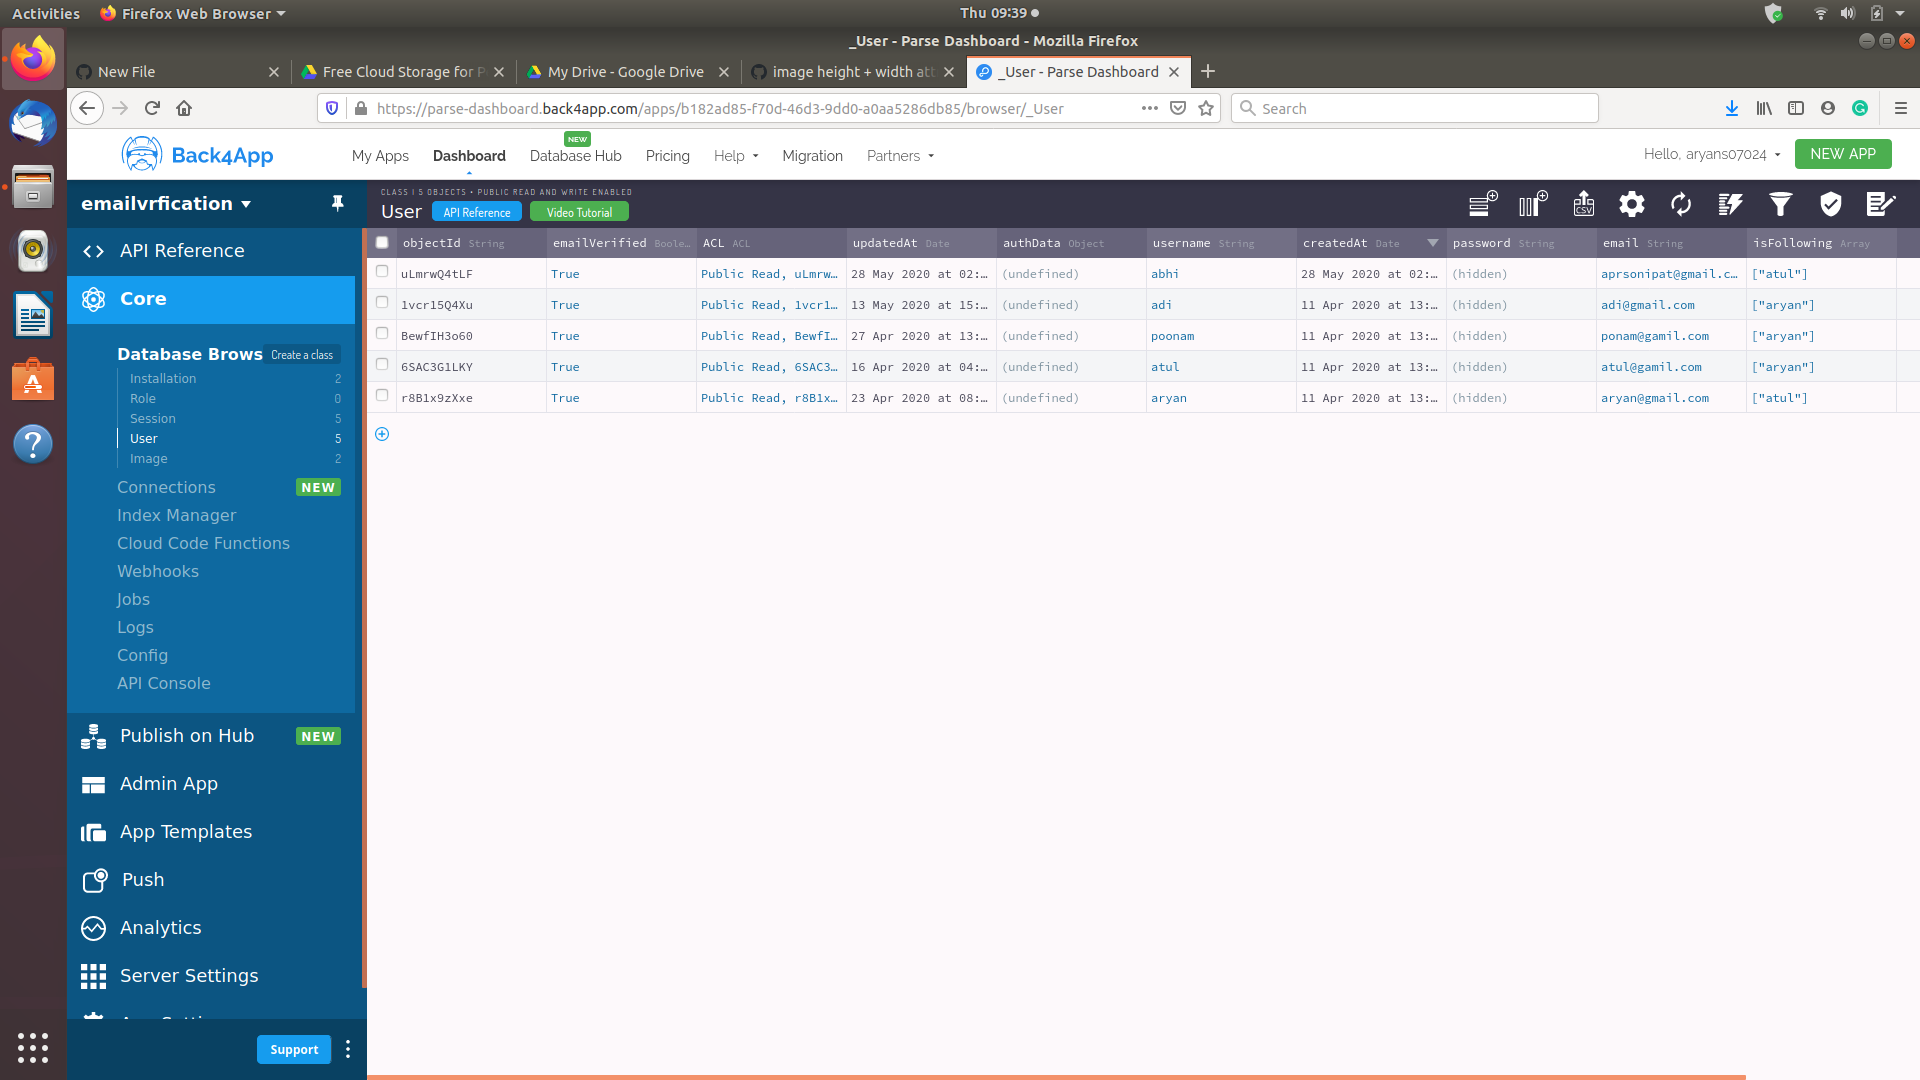 Activities
Firefox Web Browser
Thu 09:39
_User - Parse Dashboard - Mozilla Firefox
New File
Free Cloud Storage for P
My Drive - Google Drive
image height + width att
_User - Parse Dashboard
https://parse-dashboard.back4app.com/apps/b182ad85-f70d-46d3-9dd0-a0aa5286db85/browser/_User
Search
Back4App
My Apps
Dashboard
NEW
Database Hub
Pricing
Help
Migration
Partners
Hello, aryans07024
NEW APP
emailvrfication
CLASS | 5 OBJECTS • PUBLIC READ AND WRITE ENABLED
User
API Reference
Video Tutorial
CSV
API Reference
Core
Database Brows
Create a class
Installation 2
Role 0
Session 5
User 5
Image 2
Connections NEW
Index Manager
Cloud Code Functions
Webhooks
Jobs
Logs
Config
API Console
Publish on Hub NEW
Admin App
App Templates
Push
Analytics
Server Settings
Support
objectId String emailVerified Boole... ACL ACL updatedAt Date authData Object username String createdAt Date password String email String isFollowing Array
uLmrwQ4tLF True Public Read, uLmrw... 28 May 2020 at 02:... (undefined) abhi 28 May 2020 at 02:... (hidden) aprsonipat@gmail.c... ["atul"]
1vcr15Q4Xu True Public Read, 1vcr1... 13 May 2020 at 15:... (undefined) adi 11 Apr 2020 at 13:... (hidden) adi@gmail.com ["aryan"]
BewfIH3o60 True Public Read, BewfI... 27 Apr 2020 at 13:... (undefined) poonam 11 Apr 2020 at 13:... (hidden) ponam@gamil.com ["aryan"]
6SAC3G1LKY True Public Read, 6SAC3... 16 Apr 2020 at 04:... (undefined) atul 11 Apr 2020 at 13:... (hidden) atul@gamil.com ["aryan"]
r8B1x9zXxe True Public Read, r8B1x... 23 Apr 2020 at 08:... (undefined) aryan 11 Apr 2020 at 13:... (hidden) aryan@gmail.com ["atul"]